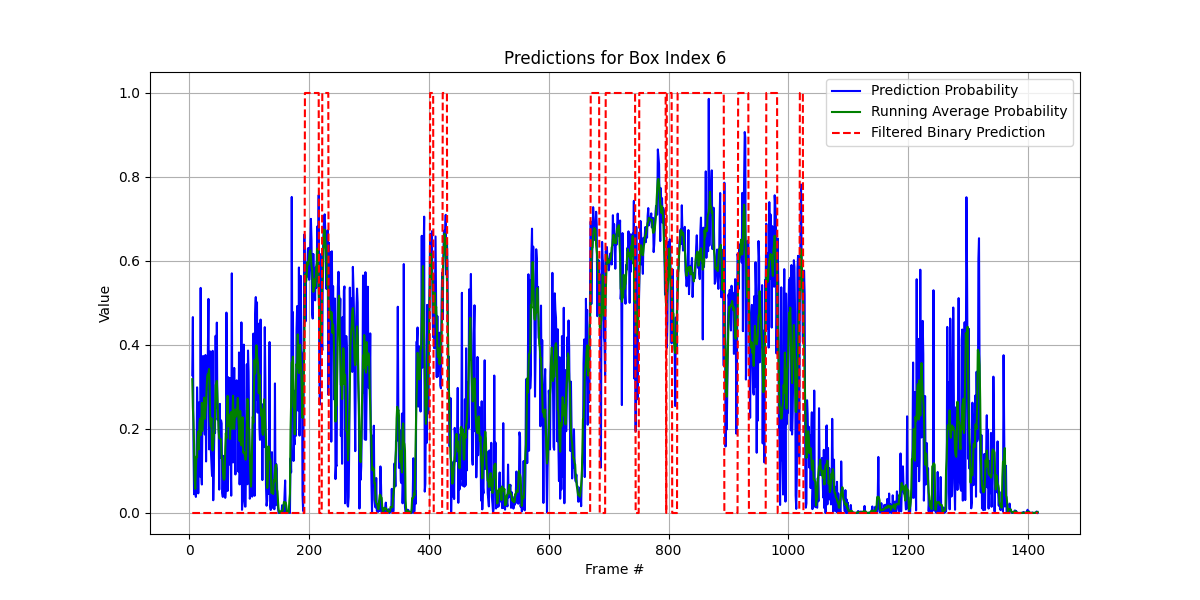 Predictions for Box Index 6
Prediction Probability
Running Average Probability
Filtered Binary Prediction
Value
1.0
0.8
0.6
0.4
0.2
0.0
0 200 400 600 800 1000 1200 1400
Frame #